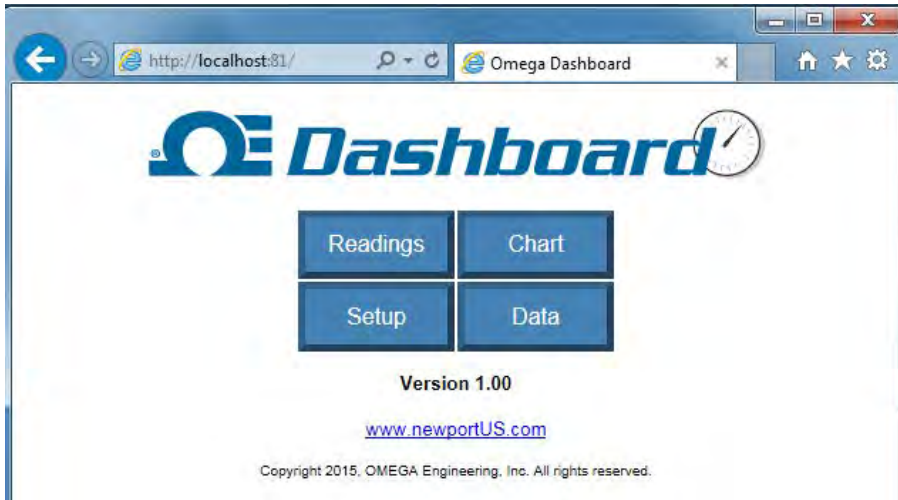 http://localhost:81/ Omega Dashboard
® Dashboard
Readings Chart
Setup Data
Version 1.00
www.newportUS.com
Copyright 2015, OMEGA Engineering, Inc. All rights reserved.